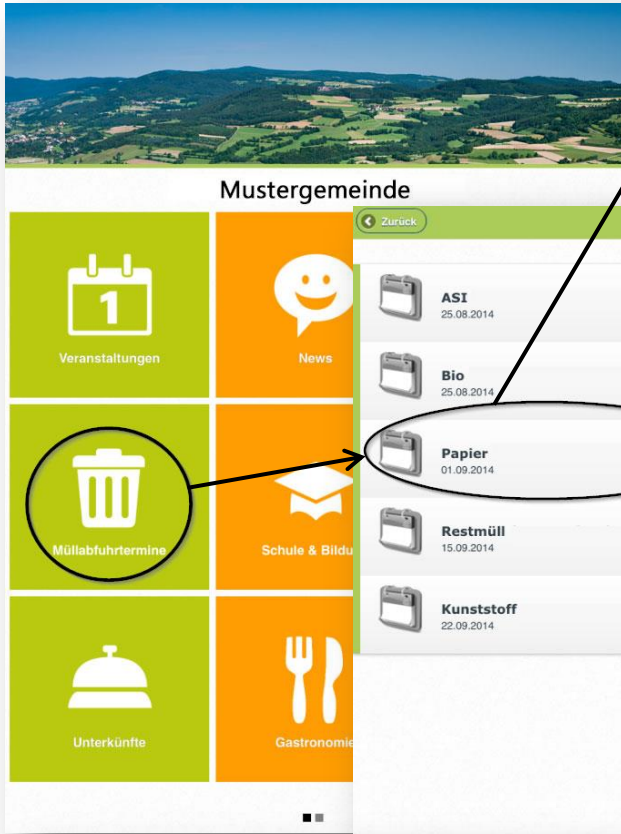 Mustergemeinde
1
Veranstaltungen
News
Müllabfuhrtermine
Schule & Bildu
Unterkünfte
Gastronomie
Zurück
ASI
25.08.2014
Bio
25.08.2014
Papier
01.09.2014
Restmüll
15.09.2014
Kunststoff
22.09.2014